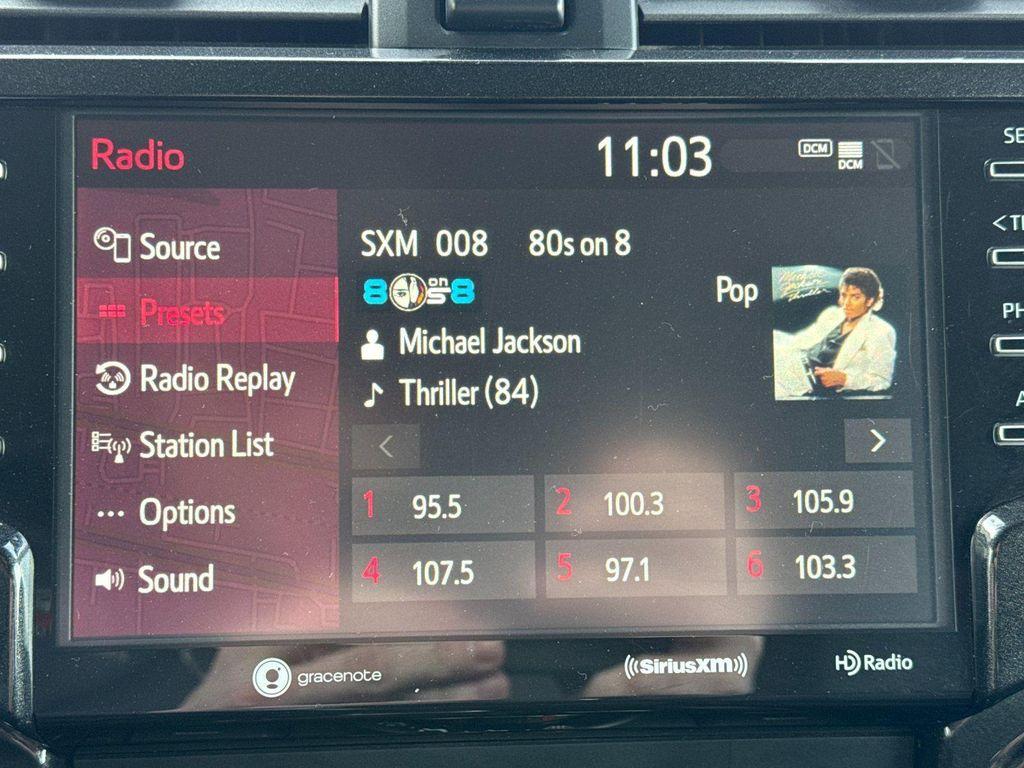 Radio
11:03
DCM
DCM
Source
Presets
Radio Replay
Station List
Options
Sound
SXM 008 80s on 8
80s on 8
Pop
Michael Jackson
Thriller (84)
<
>
1 95.5
2 100.3
3 105.9
4 107.5
5 97.1
6 103.3
gracenote
((SiriusXM))
HD Radio
SE
<
PH
A